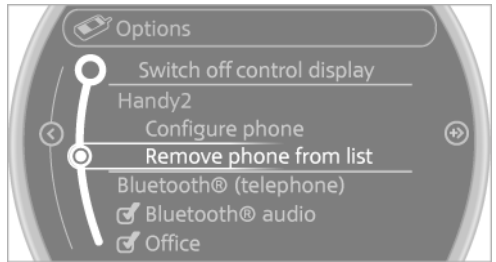 Options
Switch off control display
Handy2
Configure phone
Remove phone from list
Bluetooth® (telephone)
Bluetooth® audio
Office